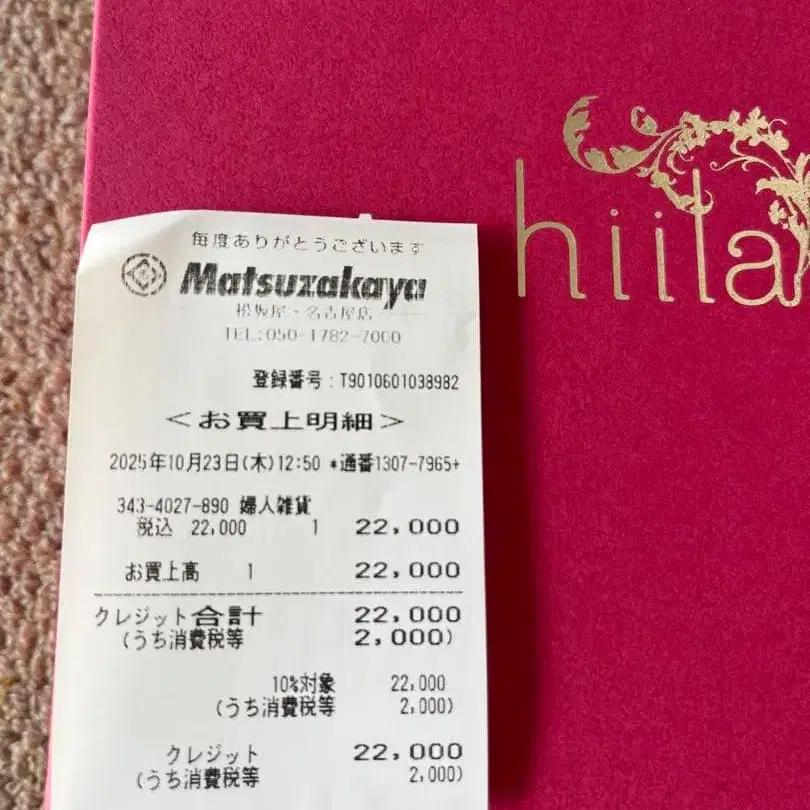 毎度ありがとうございます
Matsuzakaya
松坂屋・名古屋店
TEL:050-1782-7000
登録番号:T9010601038982
<お買上明細>
2025年10月23日(木)12:50 *通番1307-7965+
343-4027-890 婦人雑貨
税込 22,000 1 22,000
お買上高 1 22,000
クレジット合計 22,000
(うち消費税等 2,000)
10%対象 22,000
(うち消費税等 2,000)
クレジット 22,000
(うち消費税等 2,000)
hiila